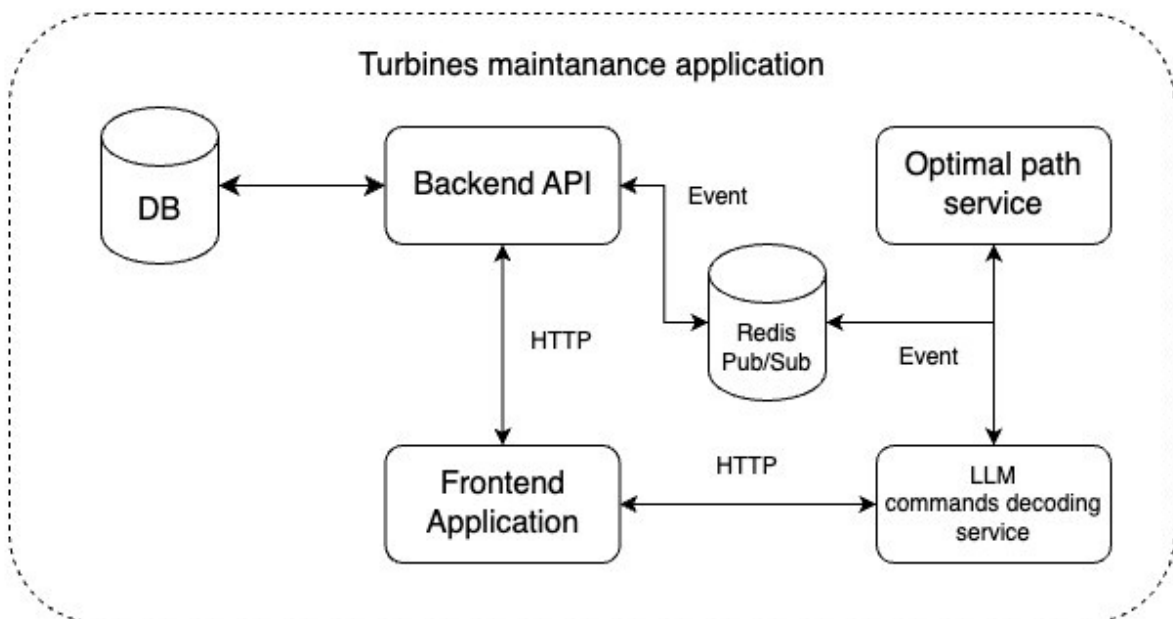 Turbines maintanance application
DB
Backend API
Event
Optimal path
service
Redis
Pub/Sub
Event
HTTP
Frontend
Application
HTTP
LLM
commands decoding
service